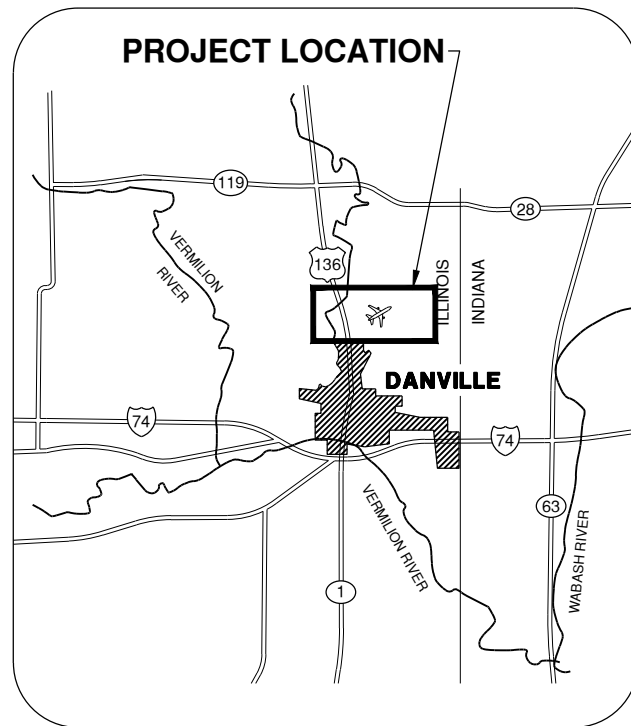 PROJECT LOCATION
119
28
VERMILION
RIVER
136
ILLINOIS
INDIANA
DANVILLE
74
74
VERMILION RIVER
63
WABASH RIVER
1